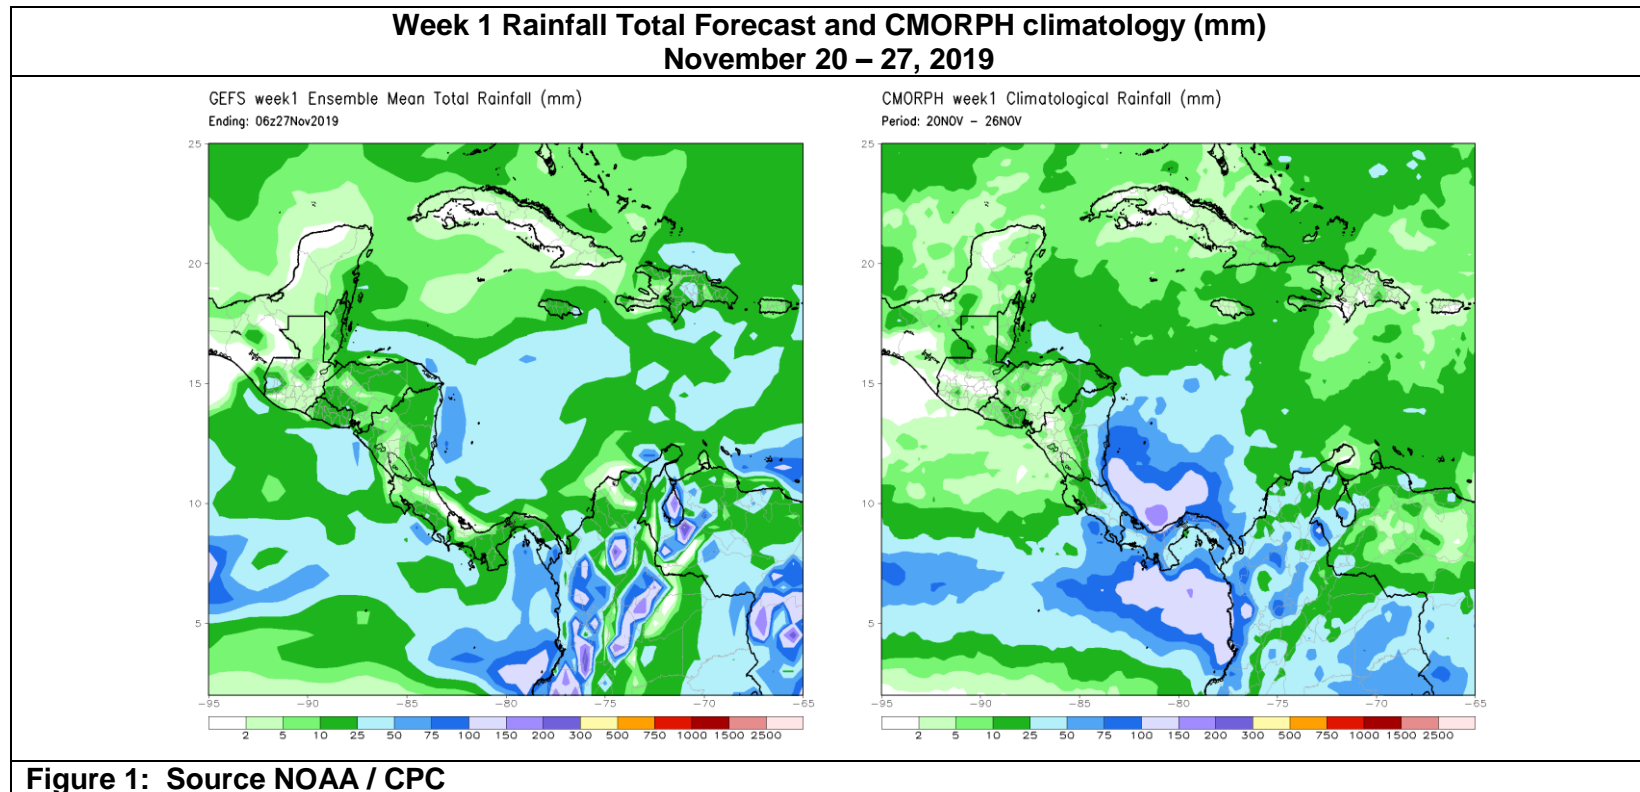 Week 1 Rainfall Total Forecast and CMORPH climatology (mm)
November 20 – 27, 2019
GEFS week1 Ensemble Mean Total Rainfall (mm)
Ending: 06z27Nov2019
25
20
15
10
5
-95 -90 -85 -80 -75 -70 -65
2 5 10 25 50 75 100 150 200 300 500 750 1000 1500 2500
CMORPH week1 Climatological Rainfall (mm)
Period: 20NOV - 26NOV
25
20
15
10
5
-95 -90 -85 -80 -75 -70 -65
2 5 10 25 50 75 100 150 200 300 500 750 1000 1500 2500
Figure 1: Source NOAA / CPC